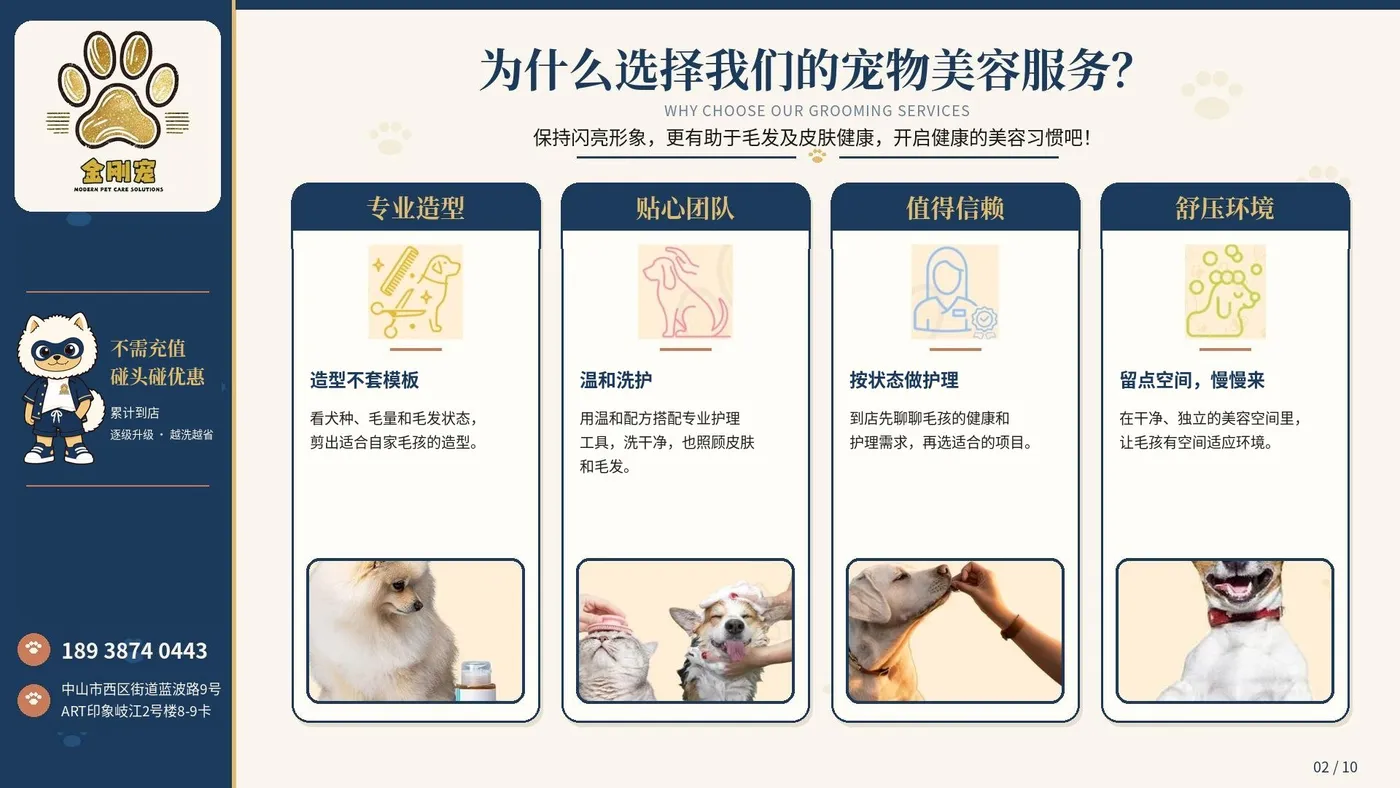 金刚宠
MODERN PET CARE SOLUTIONS
不需充值
碰头碰优惠
累计到店
逐级升级 · 越洗越省
189 3874 0443
中山市西区街道蓝波路9号
ART印象岐江2号楼8-9卡
为什么选择我们的宠物美容服务？
WHY CHOOSE OUR GROOMING SERVICES
保持闪亮形象，更有助于毛发及皮肤健康，开启健康的美容习惯吧！
专业造型
造型不套模板
看犬种、毛量和毛发状态，
剪出适合自家毛孩的造型。
贴心团队
温和洗护
用温和配方搭配专业护理
工具，洗干净，也照顾皮肤
和毛发。
值得信赖
按状态做护理
到店先聊聊毛孩的健康和
护理需求，再选适合的项目。
舒压环境
留点空间，慢慢来
在干净、独立的美容空间里，
让毛孩有空间适应环境。
02 / 10